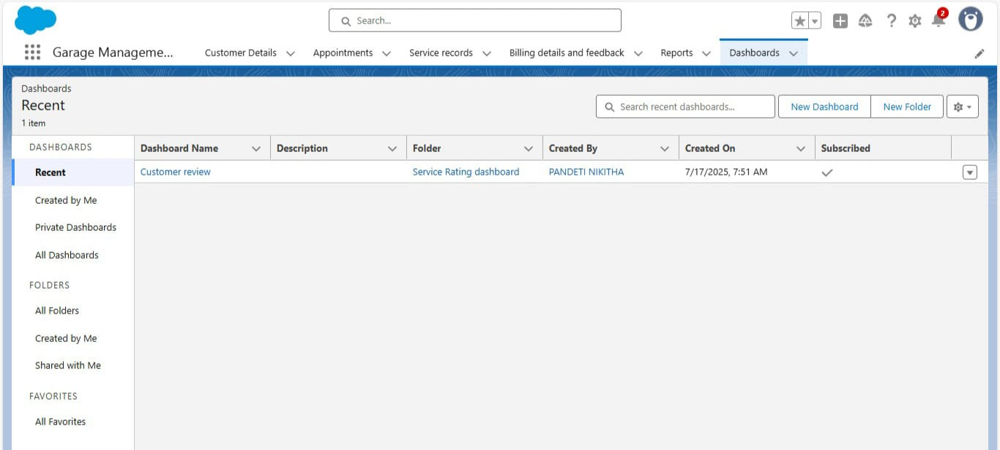 Search...
2
Garage Manageme...
Customer Details
Appointments
Service records
Billing details and feedback
Reports
Dashboards
Dashboards
Recent
1 item
Search recent dashboards...
New Dashboard
New Folder
DASHBOARDS
Recent
Created by Me
Private Dashboards
All Dashboards
FOLDERS
All Folders
Created by Me
Shared with Me
FAVORITES
All Favorites
Dashboard Name
Description
Folder
Created By
Created On
Subscribed
Customer review
Service Rating dashboard
PANDETI NIKITHA
7/17/2025, 7:51 AM